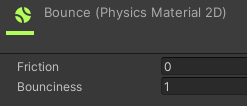 Bounce (Physics Material 2D)
Friction 0
Bounciness 1